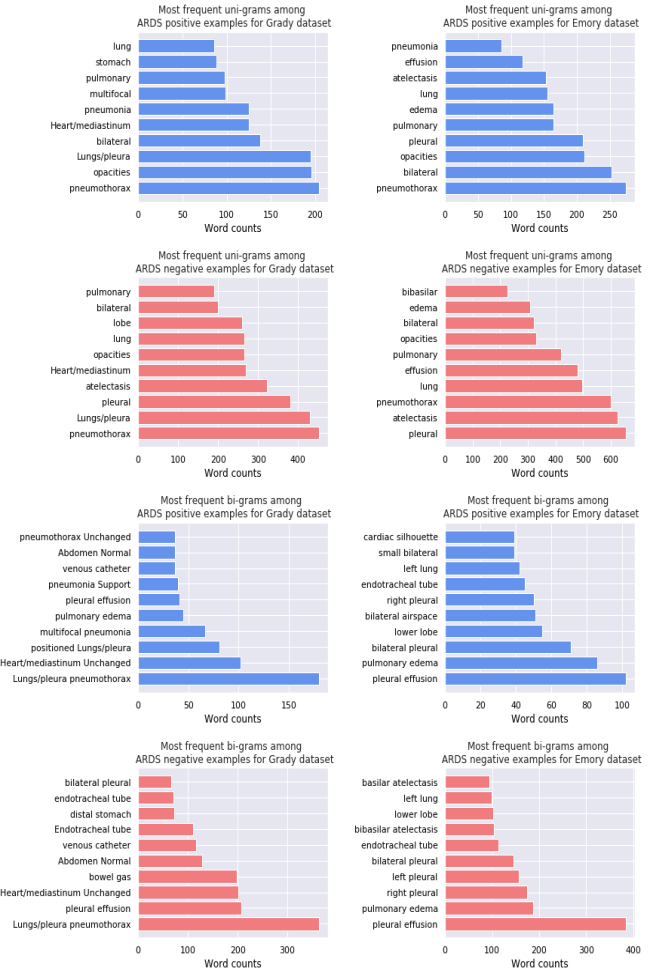 Most frequent uni-grams among
ARDS positive examples for Grady dataset
lung
stomach
pulmonary
multifocal
pneumonia
Heart/mediastinum
bilateral
Lungs/pleura
opacities
pneumothorax
0 50 100 150 200
Word counts
Most frequent uni-grams among
ARDS positive examples for Emory dataset
pneumonia
effusion
atelectasis
lung
edema
pulmonary
pleural
opacities
bilateral
pneumothorax
0 50 100 150 200 250
Word counts
Most frequent uni-grams among
ARDS negative examples for Grady dataset
pulmonary
bilateral
lobe
lung
opacities
Heart/mediastinum
atelectasis
pleural
Lungs/pleura
pneumothorax
0 100 200 300 400
Word counts
Most frequent uni-grams among
ARDS negative examples for Emory dataset
bibasilar
edema
bilateral
opacities
pulmonary
effusion
lung
pneumothorax
atelectasis
pleural
0 100 200 300 400 500 600
Word counts
Most frequent bi-grams among
ARDS positive examples for Grady dataset
pneumothorax Unchanged
Abdomen Normal
venous catheter
pneumonia Support
pleural effusion
pulmonary edema
multifocal pneumonia
positioned Lungs/pleura
Heart/mediastinum Unchanged
Lungs/pleura pneumothorax
0 50 100 150
Word counts
Most frequent bi-grams among
ARDS positive examples for Emory dataset
cardiac silhouette
small bilateral
left lung
endotracheal tube
right pleural
bilateral airspace
lower lobe
bilateral pleural
pulmonary edema
pleural effusion
0 20 40 60 80 100
Word counts
Most frequent bi-grams among
ARDS negative examples for Grady dataset
bilateral pleural
endotracheal tube
distal stomach
Endotracheal tube
venous catheter
Abdomen Normal
bowel gas
Heart/mediastinum Unchanged
pleural effusion
Lungs/pleura pneumothorax
0 100 200 300
Word counts
Most frequent bi-grams among
ARDS negative examples for Emory dataset
basilar atelectasis
left lung
lower lobe
bibasilar atelectasis
endotracheal tube
bilateral pleural
left pleural
right pleural
pulmonary edema
pleural effusion
0 100 200 300 400
Word counts